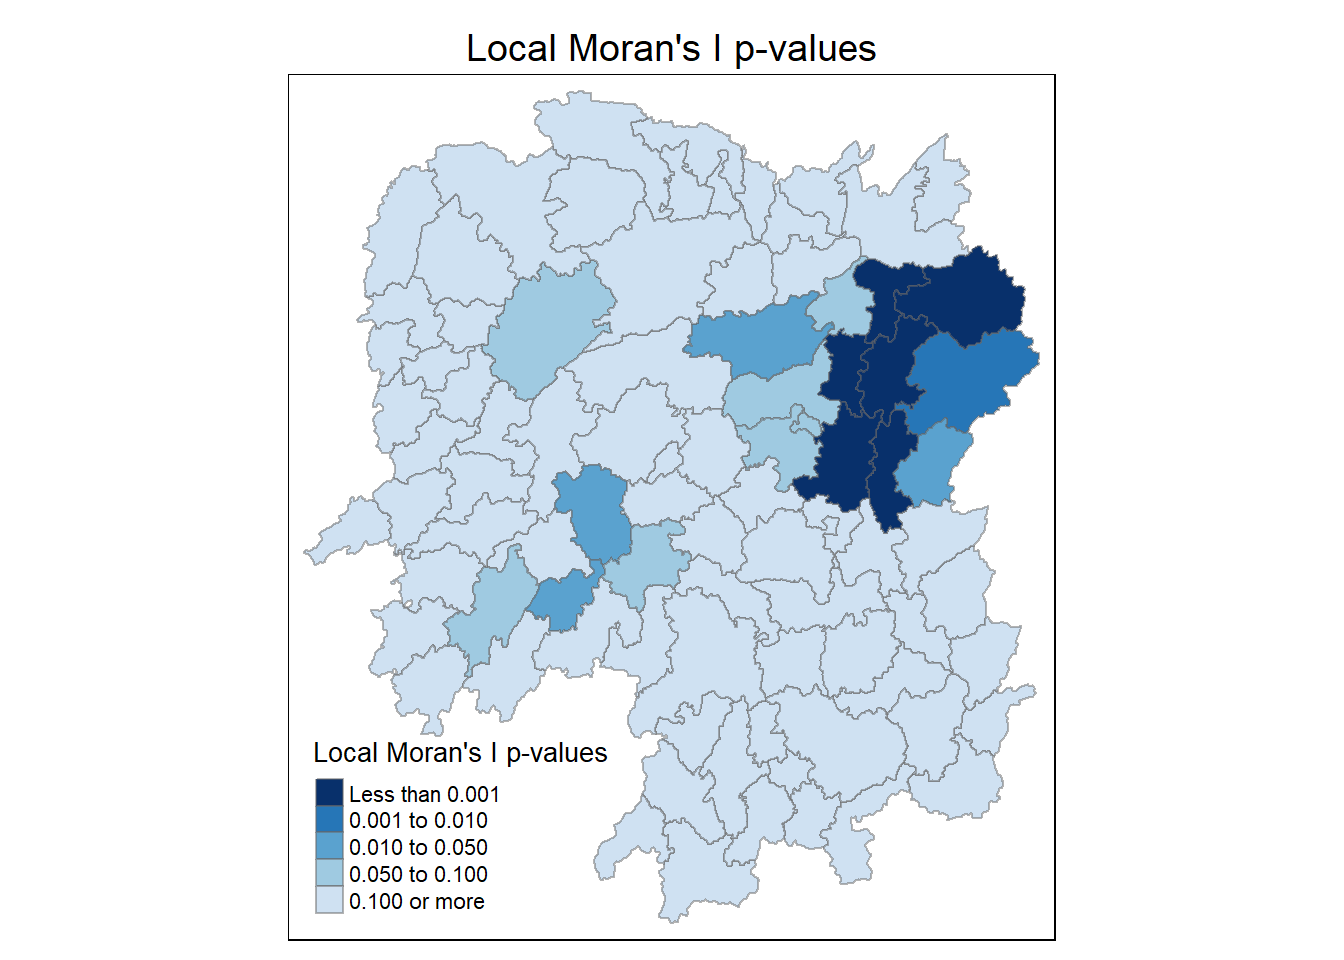 Local Moran's I p-values
Local Moran's I p-values
Less than 0.001
0.001 to 0.010
0.010 to 0.050
0.050 to 0.100
0.100 or more